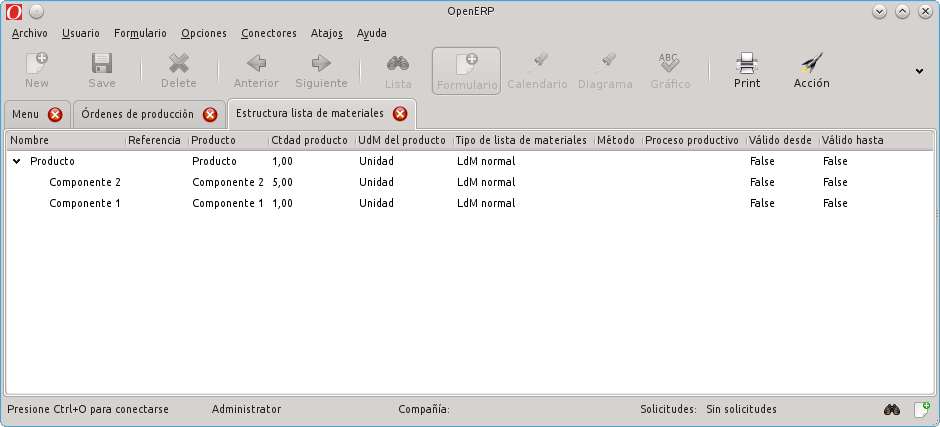 OpenERP
Archivo Usuario Formulario Opciones Conectores Atajos Ayuda
ABC
New Save Delete Anterior Siguiente Lista Formulario Calendario Diagrama Gráfico Print Acción
Menu Órdenes de producción Estructura lista de materiales
Nombre Referencia Producto Ctdad producto UdM del producto Tipo de lista de materiales Método Proceso productivo Válido desde Válido hasta
Producto Producto 1,00 Unidad LdM normal False False
Componente 2 Componente 2 5,00 Unidad LdM normal False False
Componente 1 Componente 1 1,00 Unidad LdM normal False False
Presione Ctrl+O para conectarse Administrator Compañía: Solicitudes: Sin solicitudes